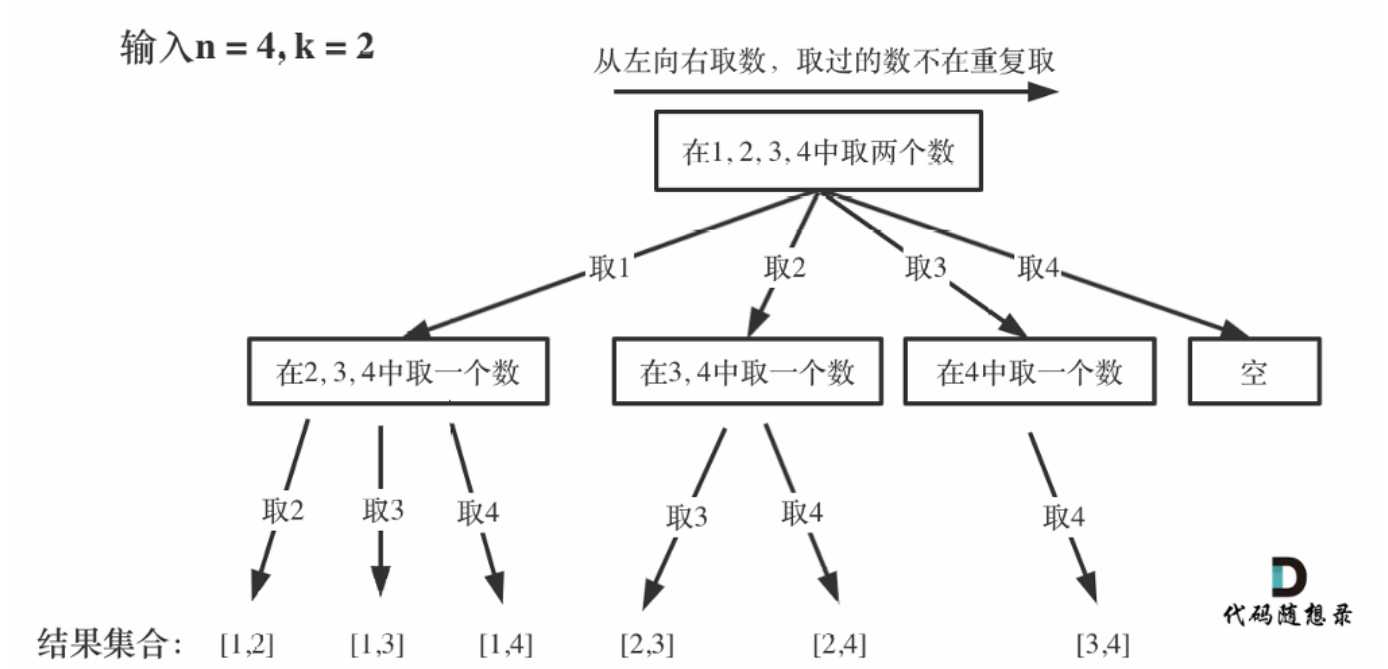 输入n = 4, k = 2
从左向右取数，取过的数不在重复取
在1, 2, 3, 4中取两个数
取1
取2
取3
取4
在2, 3, 4中取一个数
在3, 4中取一个数
在4中取一个数
空
取2
取3
取4
取3
取4
取4
结果集合： [1,2] [1,3] [1,4] [2,3] [2,4] [3,4]
代码随想录